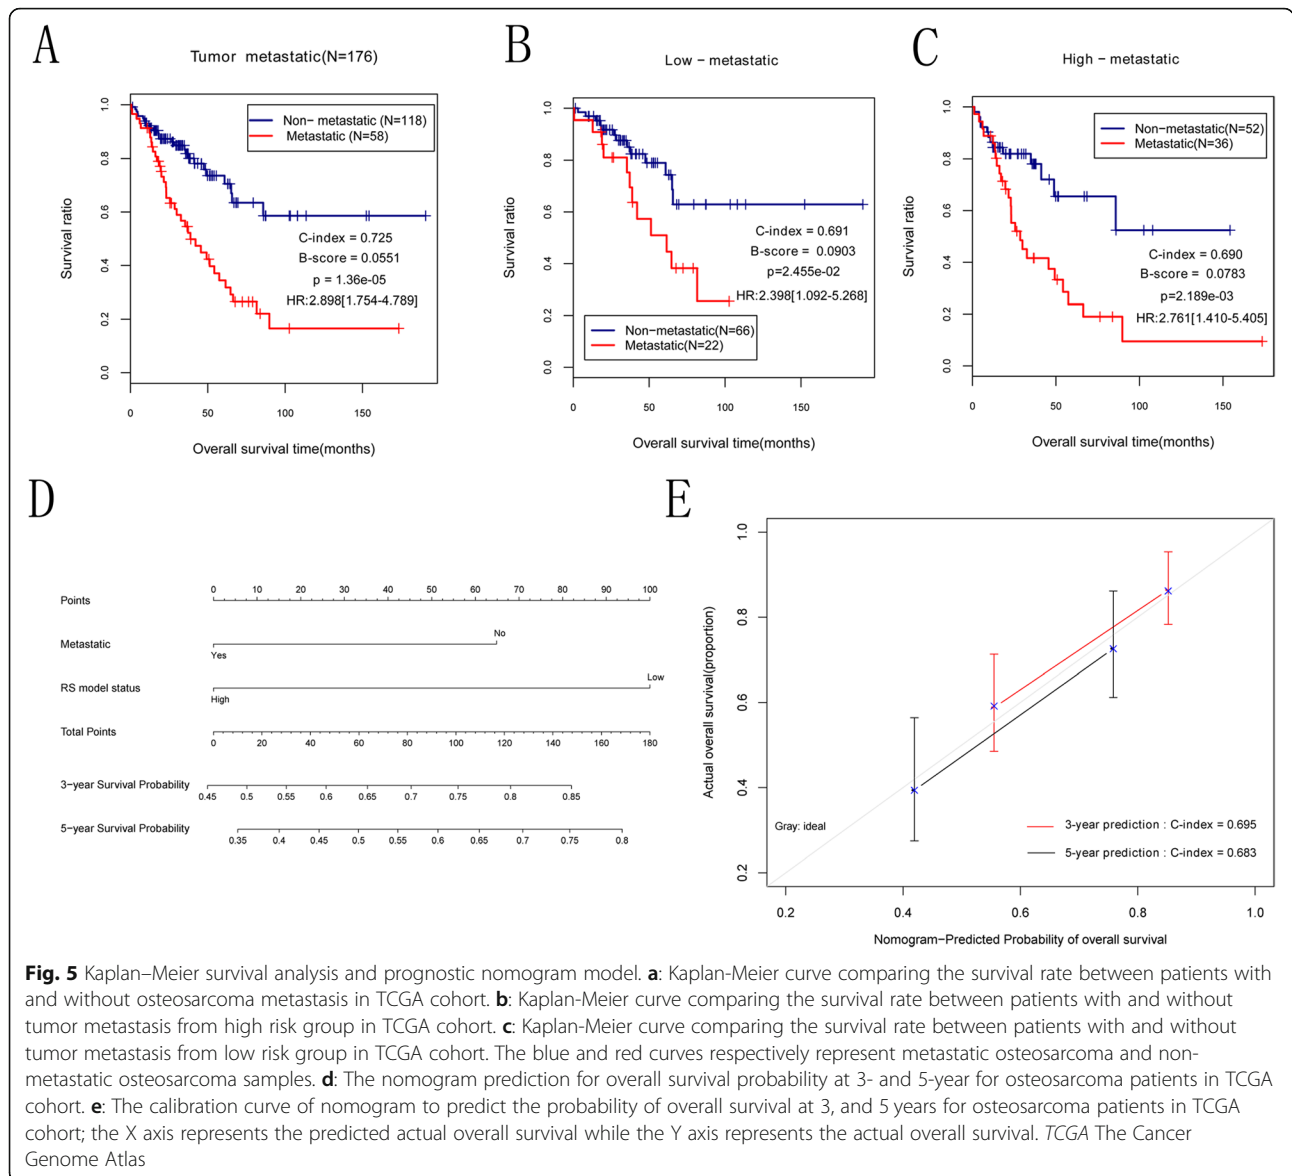 A
Tumor metastatic(N=176)
Survival ratio
1.0
0.8
0.6
0.4
0.2
0.0
Non- metastatic (N=118)
Metastatic (N=58)
C-index = 0.725
B-score = 0.0551
p = 1.36e-05
HR:2.898[1.754-4.789]
0 50 100 150
Overall survival time(months)
B
Low - metastatic
Survival ratio
1.0
0.8
0.6
0.4
0.2
0.0
C-index = 0.691
B-score = 0.0903
p=2.455e-02
HR:2.398[1.092-5.268]
Non-metastatic(N=66)
Metastatic(N=22)
0 50 100 150
Overall survival time(months)
C
High - metastatic
Survival ratio
1.0
0.8
0.6
0.4
0.2
0.0
Non-metastatic(N=52)
Metastatic(N=36)
C-index = 0.690
B-score = 0.0783
p=2.189e-03
HR:2.761[1.410-5.405]
0 50 100 150
Overall survival time(months)
D
0 10 20 30 40 50 60 70 80 90 100
Points
No
Metastatic
Yes
Low
RS model status
High
Total Points
0 20 40 60 80 100 120 140 160 180
3-year Survival Probability
0.45 0.5 0.55 0.6 0.65 0.7 0.75 0.8 0.85
5-year Survival Probability
0.35 0.4 0.45 0.5 0.55 0.6 0.65 0.7 0.75 0.8
E
Actual overall survival(proportion)
1.0
0.8
0.6
0.4
0.2
Gray: ideal
3-year prediction : C-index = 0.695
5-year prediction : C-index = 0.683
0.2 0.4 0.6 0.8 1.0
Nomogram-Predicted Probability of overall survival
Fig. 5 Kaplan–Meier survival analysis and prognostic nomogram model. a: Kaplan-Meier curve comparing the survival rate between patients with
and without osteosarcoma metastasis in TCGA cohort. b: Kaplan-Meier curve comparing the survival rate between patients with and without
tumor metastasis from high risk group in TCGA cohort. c: Kaplan-Meier curve comparing the survival rate between patients with and without
tumor metastasis from low risk group in TCGA cohort. The blue and red curves respectively represent metastatic osteosarcoma and non-
metastatic osteosarcoma samples. d: The nomogram prediction for overall survival probability at 3- and 5-year for osteosarcoma patients in TCGA
cohort. e: The calibration curve of nomogram to predict the probability of overall survival at 3, and 5 years for osteosarcoma patients in TCGA
cohort; the X axis represents the predicted actual overall survival while the Y axis represents the actual overall survival. TCGA The Cancer
Genome Atlas